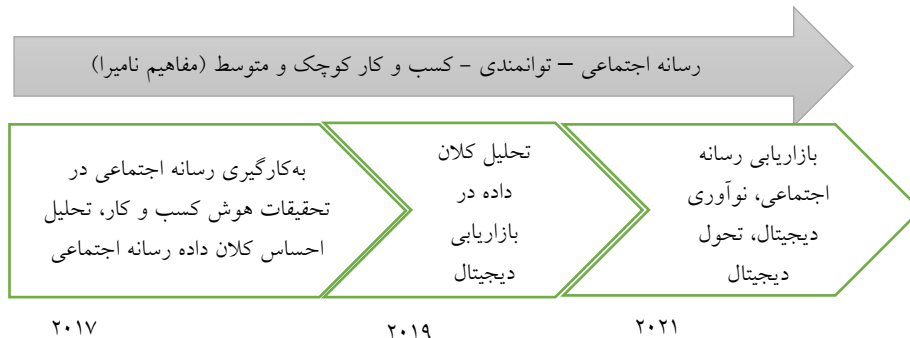 رسانه اجتماعی – توانمندی - کسب و کار کوچک و متوسط (مفاهیم نامیرا)
به‌کارگیری رسانه اجتماعی در
تحقیقات هوش کسب و کار، تحلیل
احساس کلان داده رسانه اجتماعی
تحلیل کلان
داده در
بازاریابی
دیجیتال
بازاریابی رسانه
اجتماعی، نوآوری
دیجیتال، تحول
دیجیتال
۲۰۱۷
۲۰۱۹
۲۰۲۱